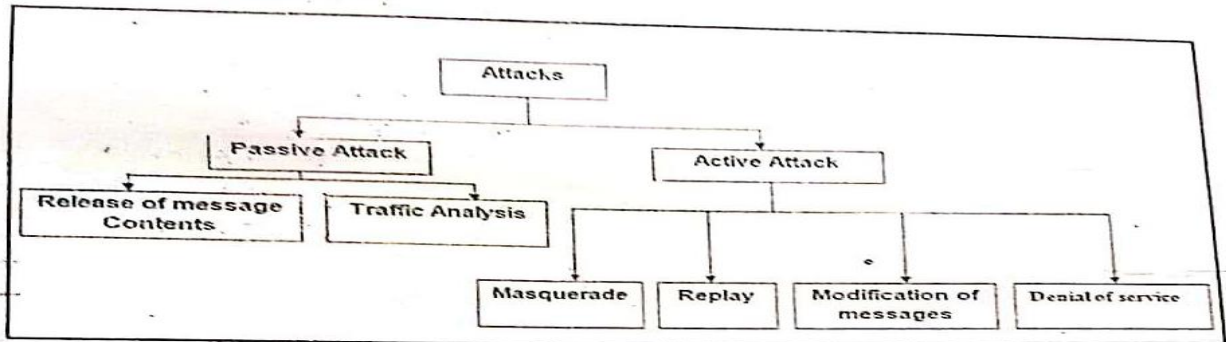 Attacks
Passive Attack
Active Attack
Release of message
Contents
Traffic Analysis
Masquerade
Replay
Modification of
messages
Denial of service